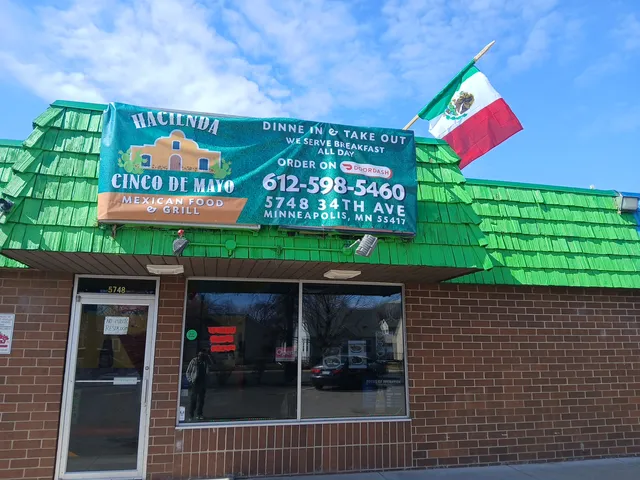 HACIENDA
CINCO DE MAYO
MEXICAN FOOD
& GRILL
DINNE IN & TAKE OUT
WE SERVE BREAKFAST
ALL DAY
ORDER ON DOORDASH
612-598-5460
5748 34TH AVE
MINNEAPOLIS, MN 55417
5748